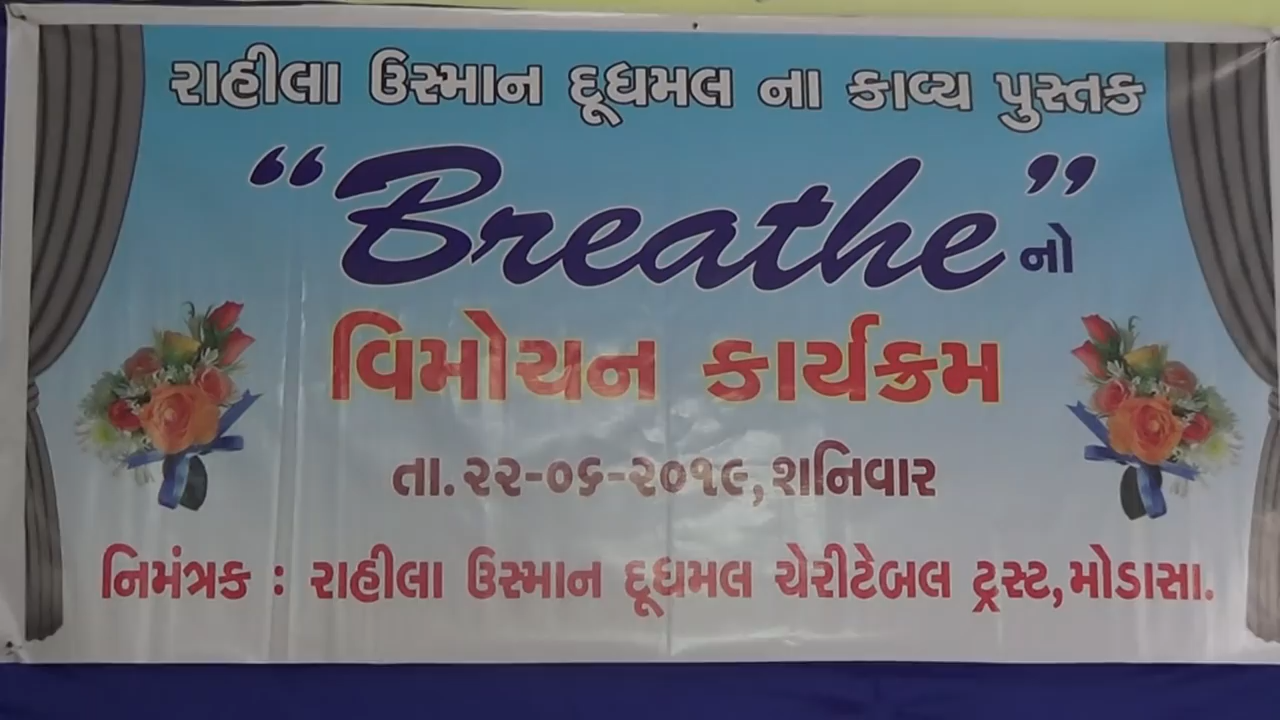 રાહીલા ઉસ્માન દૂધમલ ના કાવ્ય પુસ્તક
“Breathe” નો
વિમોચન કાર્યક્રમ
તા.૨૨-૦૬-૨૦૧૯,શનિવાર
નિમંત્રક : રાહીલા ઉસ્માન દૂધમલ ચેરીટેબલ ટ્રસ્ટ,મોડાસા.